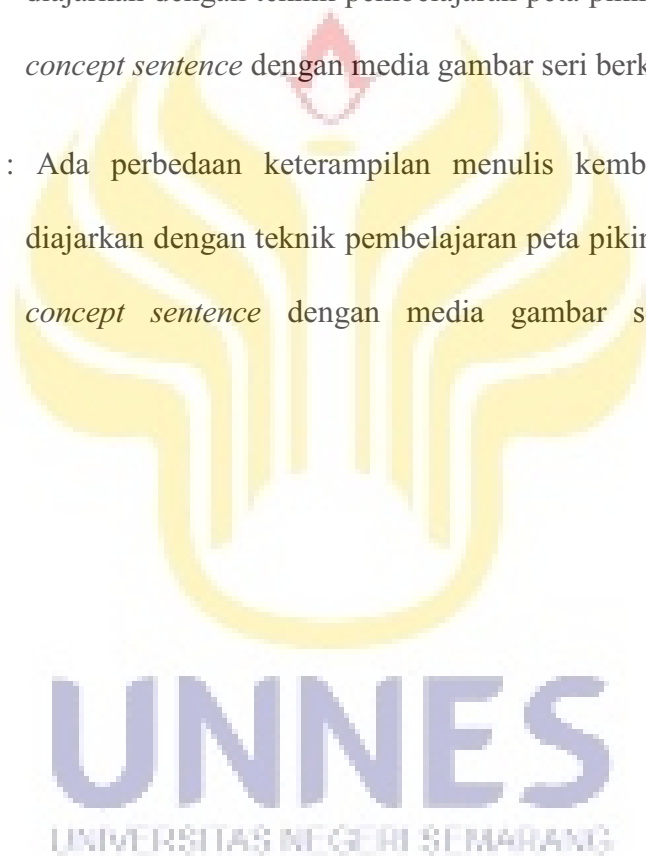 diajarkan dengan teknik pembelajaran peta
concept sentence dengan media gambar seri
: Ada perbedaan keterampilan menulis
diajarkan dengan teknik pembelajaran peta
concept sentence dengan media gambar
UNNES
UNIVERSITAS NEGERI SEMARANG